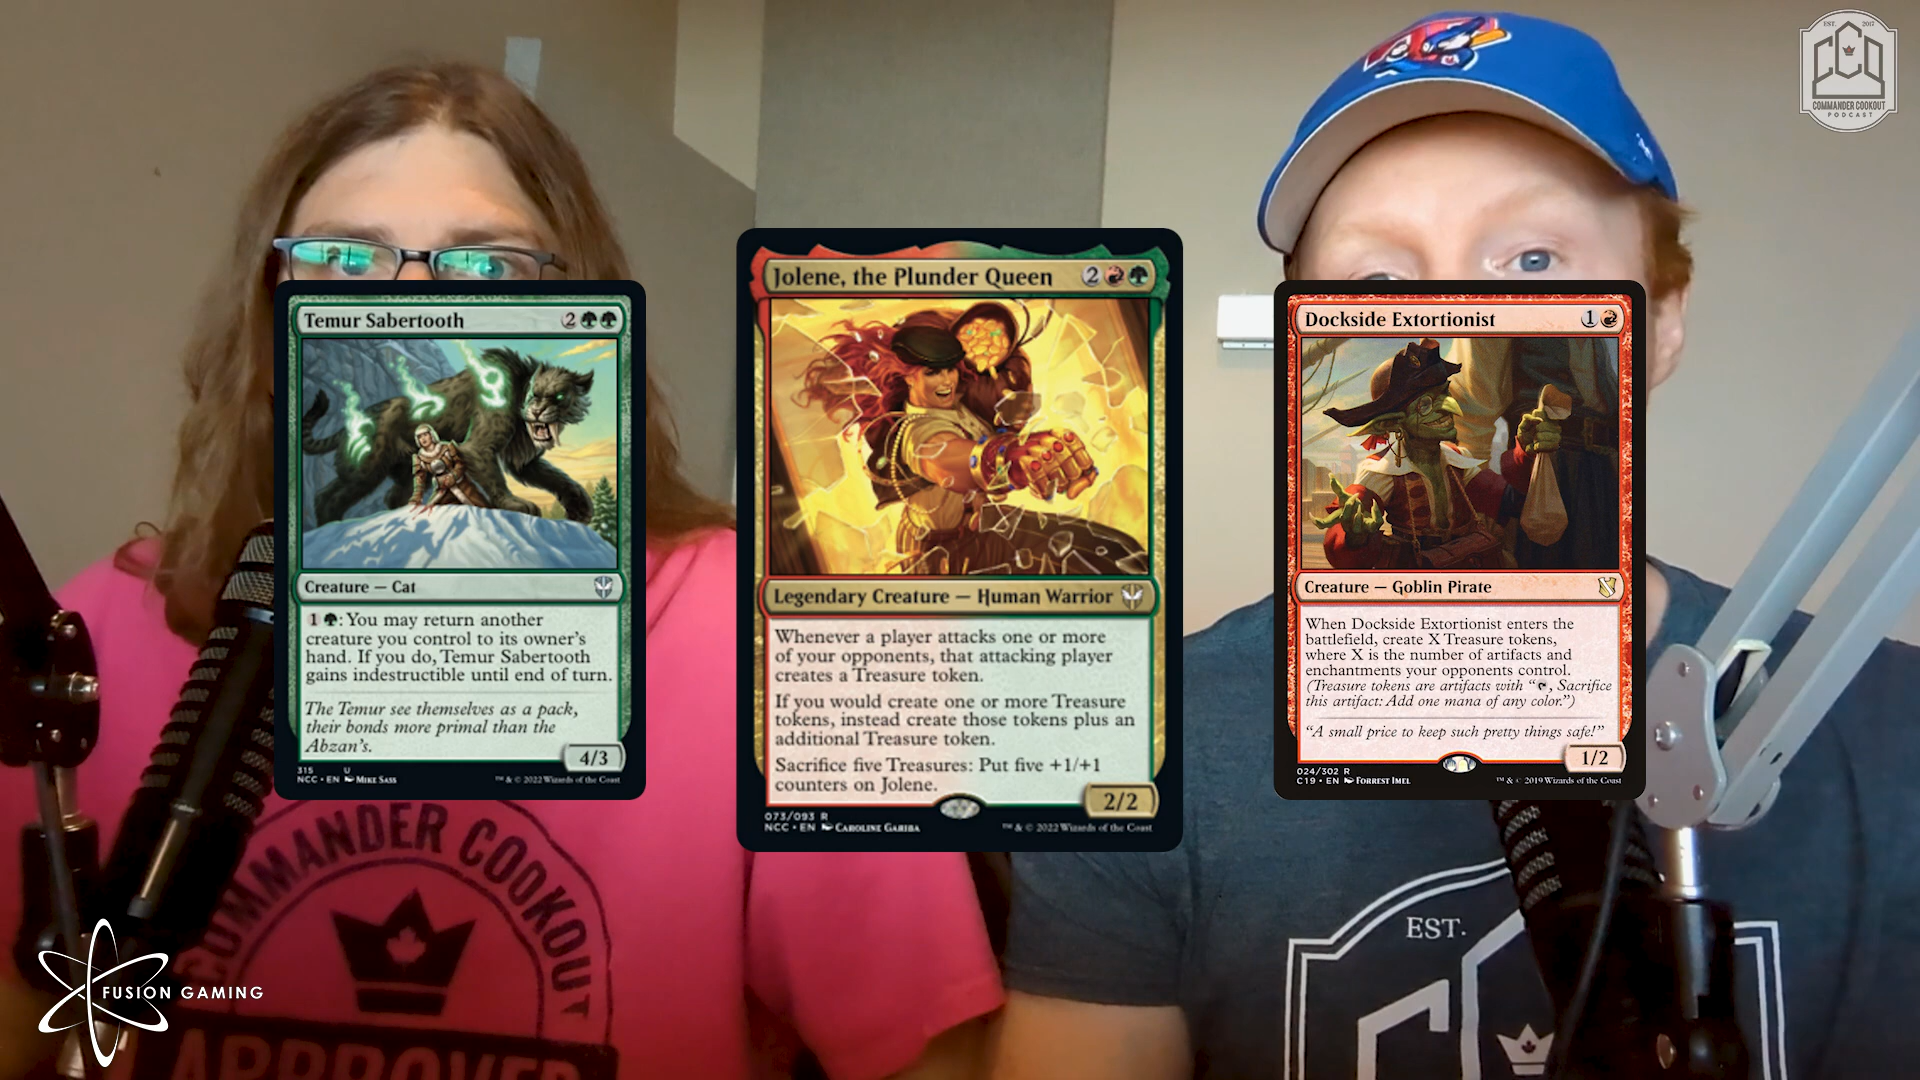 EST. 2017
COMMANDER COOKOUT
PODCAST
Temur Sabertooth 2
Creature — Cat
1 : You may return another
creature you control to its owner's
hand. If you do, Temur Sabertooth
gains indestructible until end of turn.
The Temur see themselves as a pack,
their bonds more primal than the
Abzan's.
4/3
315 U
NCC • EN MIKE SASS
™ & © 2022 Wizards of the Coast
Jolene, the Plunder Queen 2
Legendary Creature — Human Warrior
Whenever a player attacks one or more
of your opponents, that attacking player
creates a Treasure token.
If you would create one or more Treasure
tokens, instead create those tokens plus an
additional Treasure token.
Sacrifice five Treasures: Put five +1/+1
counters on Jolene.
2/2
073/093 R
NCC • EN CAROLINE GARIBA
™ & © 2022 Wizards of the Coast
Dockside Extortionist 1
Creature — Goblin Pirate
When Dockside Extortionist enters the
battlefield, create X Treasure tokens,
where X is the number of artifacts and
enchantments your opponents control.
(Treasure tokens are artifacts with “, Sacrifice
this artifact: Add one mana of any color.”)
“A small price to keep such pretty things safe!”
1/2
024/302 R
C19 • EN FORREST IMEL
™ & © 2019 Wizards of the Coast
COMMANDER COOKOUT
APPROVED
EST.
FUSION GAMING